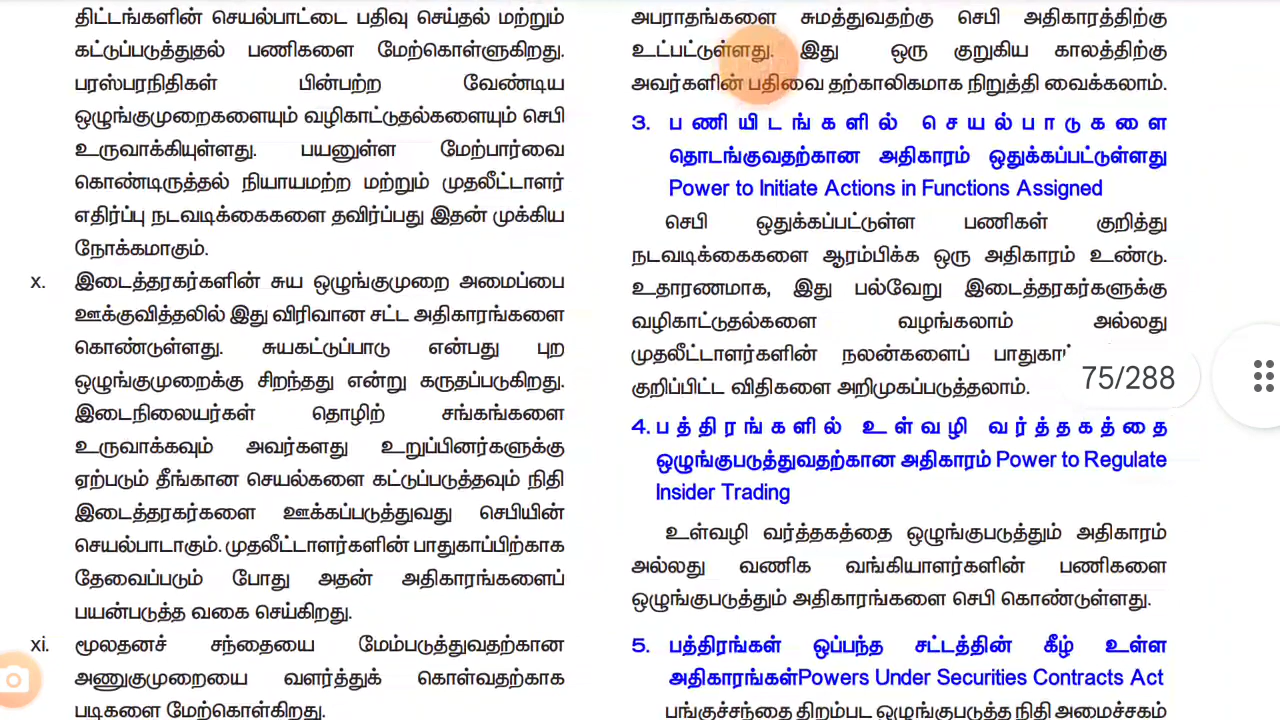 திட்டங்களின் செயல்பாட்டை பதிவு செய்தல் மற்றும்
கட்டுப்படுத்துதல் பணிகளை மேற்கொள்ளுகிறது.
பரஸ்பரநிதிகள் பின்பற்ற வேண்டிய
ஒழுங்குமுறைகளையும் வழிகாட்டுதல்களையும் செபி
உருவாக்கியுள்ளது. பயனுள்ள மேற்பார்வை
கொண்டிருத்தல் நியாயமற்ற மற்றும் முதலீட்டாளர்
எதிர்ப்பு நடவடிக்கைகளை தவிர்ப்பது இதன் முக்கிய
நோக்கமாகும்.
x. இடைத்தரகர்களின் சுய ஒழுங்குமுறை அமைப்பை
ஊக்குவித்தலில் இது விரிவான சட்ட அதிகாரங்களை
கொண்டுள்ளது. சுயகட்டுப்பாடு என்பது புற
ஒழுங்குமுறைக்கு சிறந்தது என்று கருதப்படுகிறது.
இடைநிலையர்கள் தொழிற் சங்கங்களை
உருவாக்கவும் அவர்களது உறுப்பினர்களுக்கு
ஏற்படும் தீங்கான செயல்களை கட்டுப்படுத்தவும் நிதி
இடைத்தரகர்களை ஊக்கப்படுத்துவது செபியின்
செயல்பாடாகும். முதலீட்டாளர்களின் பாதுகாப்பிற்காக
தேவைப்படும் போது அதன் அதிகாரங்களைப்
பயன்படுத்த வகை செய்கிறது.
xi. மூலதனச் சந்தையை மேம்படுத்துவதற்கான
அணுகுமுறையை வளர்த்துக் கொள்வதற்காக
படிகளை மேற்கொள்கிறது.
அபராதங்களை சுமத்துவதற்கு செபி அதிகாரத்திற்கு
உட்பட்டுள்ளது. இது ஒரு குறுகிய காலத்திற்கு
அவர்களின் பதிவை தற்காலிகமாக நிறுத்தி வைக்கலாம்.
3. பணியிடங்களில் செயல்பாடுகளை
தொடங்குவதற்கான அதிகாரம் ஒதுக்கப்பட்டுள்ளது
Power to Initiate Actions in Functions Assigned
செபி ஒதுக்கப்பட்டுள்ள பணிகள் குறித்து
நடவடிக்கைகளை ஆரம்பிக்க ஒரு அதிகாரம் உண்டு.
உதாரணமாக, இது பல்வேறு இடைத்தரகர்களுக்கு
வழிகாட்டுதல்களை வழங்கலாம் அல்லது
முதலீட்டாளர்களின் நலன்களைப்
குறிப்பிட்ட விதிகளை அறிமுகப்படுத்தலாம்.
75/288
4. பத்திரங்களில் உள்வழி வர்த்தகத்தை
ஒழுங்குபடுத்துவதற்கான அதிகாரம் Power to Regulate
Insider Trading
உள்வழி வர்த்தகத்தை ஒழுங்குபடுத்தும் அதிகாரம்
அல்லது வணிக வங்கியாளர்களின் பணிகளை
ஒழுங்குபடுத்தும் அதிகாரங்களை செபி கொண்டுள்ளது.
5. பத்திரங்கள் ஒப்பந்த சட்டத்தின் கீழ் உள்ள
அதிகாரங்கள்Powers Under Securities Contracts Act
பங்குச்சந்தை திறம்பட ஒழுங்குபடுத்த நிதி அமைச்சகம்